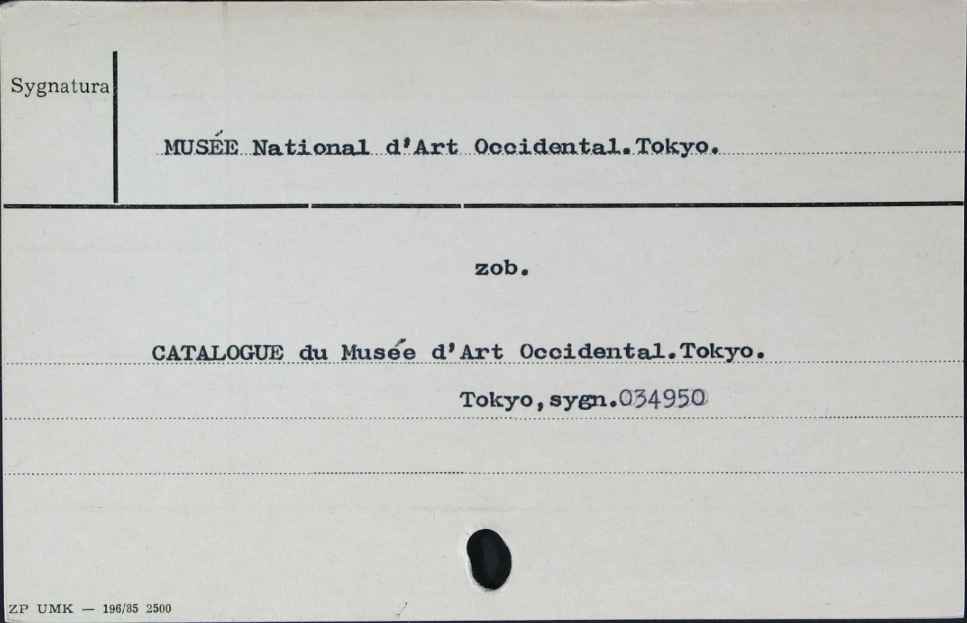 Sygnatura
MUSÉE National d'Art Occidental.Tokyo.
zob.
CATALOGUE du Musée d'Art Occidental.Tokyo.
Tokyo,sygn.034950
ZP UMK — 196/85 2500